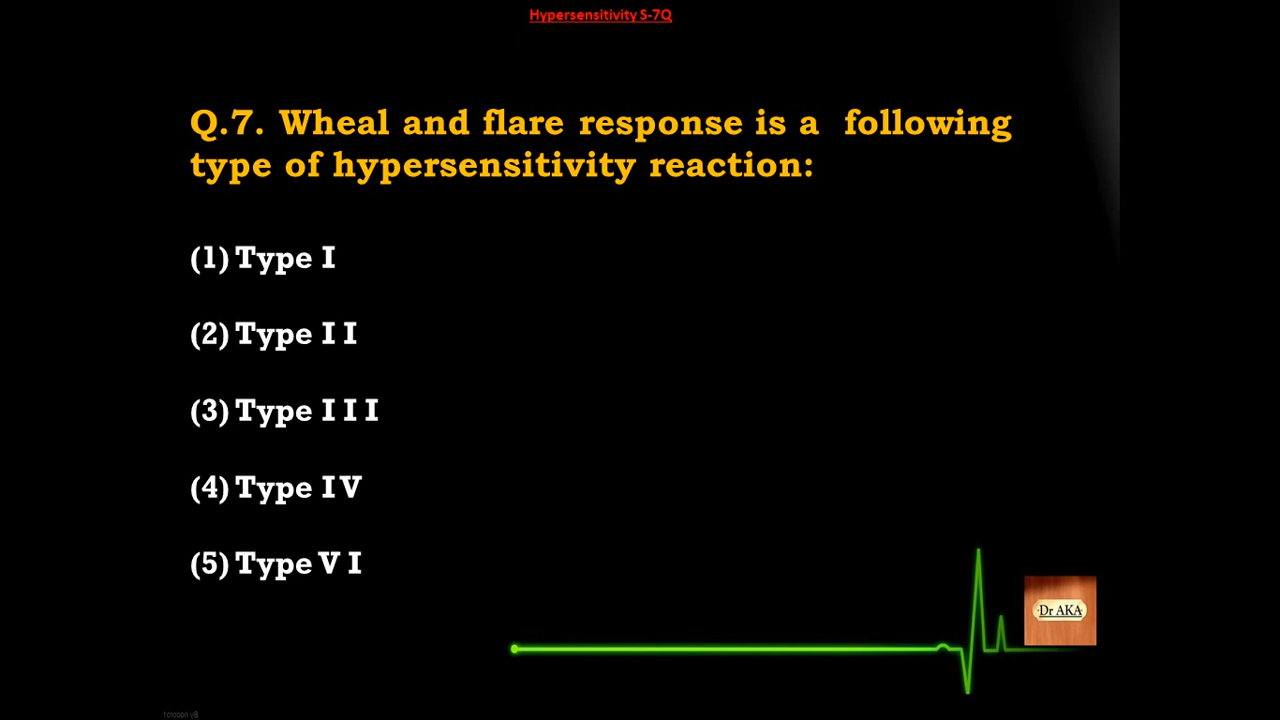 Hypersensitivity S-7Q
Q.7. Wheal and flare response is a following
type of hypersensitivity reaction:
(1) Type I
(2) Type I I
(3) Type I I I
(4) Type I V
(5) Type V I
Dr AKA